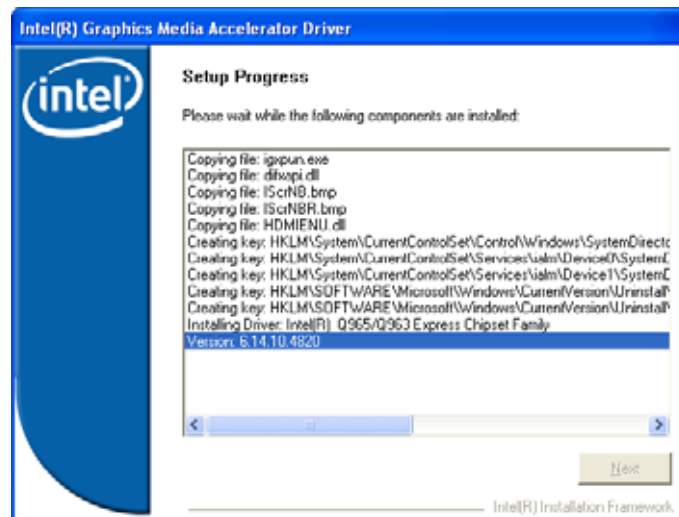 Intel(R) Graphics Media Accelerator Driver
intel
Setup Progress
Please wait while the following components are installed:
Copying file: igxpun.exe
Copying file: difxapi.dll
Copying file: IScrNB.bmp
Copying file: IScrNBR.bmp
Copying file: HDMIENU.dll
Creating key: HKLM\System\CurrentControlSet\Control\Windows\SystemDirecto
Creating key: HKLM\System\CurrentControlSet\Services\ialm\Device0\SystemD
Creating key: HKLM\System\CurrentControlSet\Services\ialm\Device1\SystemD
Creating key: HKLM\SOFTWARE\Microsoft\Windows\CurrentVersion\Uninstall\
Creating key: HKLM\SOFTWARE\Microsoft\Windows\CurrentVersion\Uninstall\
Installing Driver: Intel(R) Q965/Q963 Express Chipset Family
Version: 6.14.10.4820
Next
Intel(R) Installation Framework